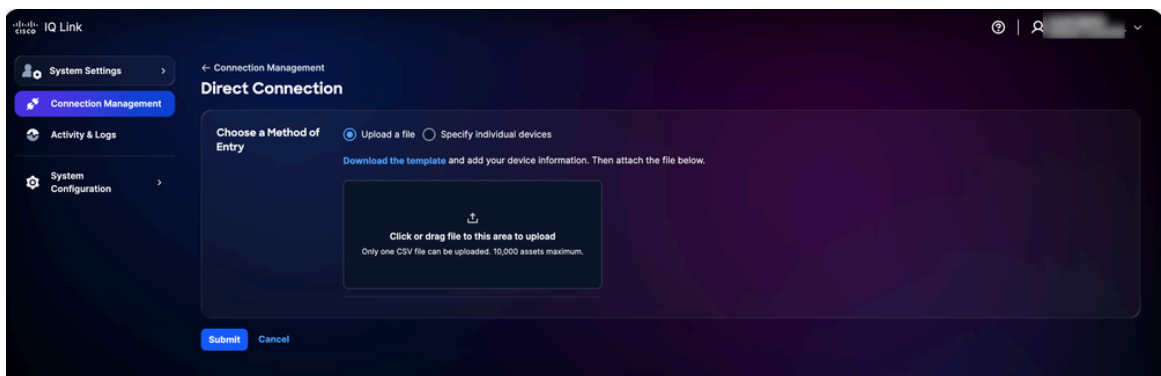 CISCO IQ Link
System Settings
← Connection Management
Direct Connection
Connection Management
Activity & Logs
System
Configuration
Choose a Method of
Entry
Upload a file
Specify individual devices
Download the template and add your device information. Then attach the file below.
Click or drag file to this area to upload
Only one CSV file can be uploaded. 10,000 assets maximum.
Submit
Cancel